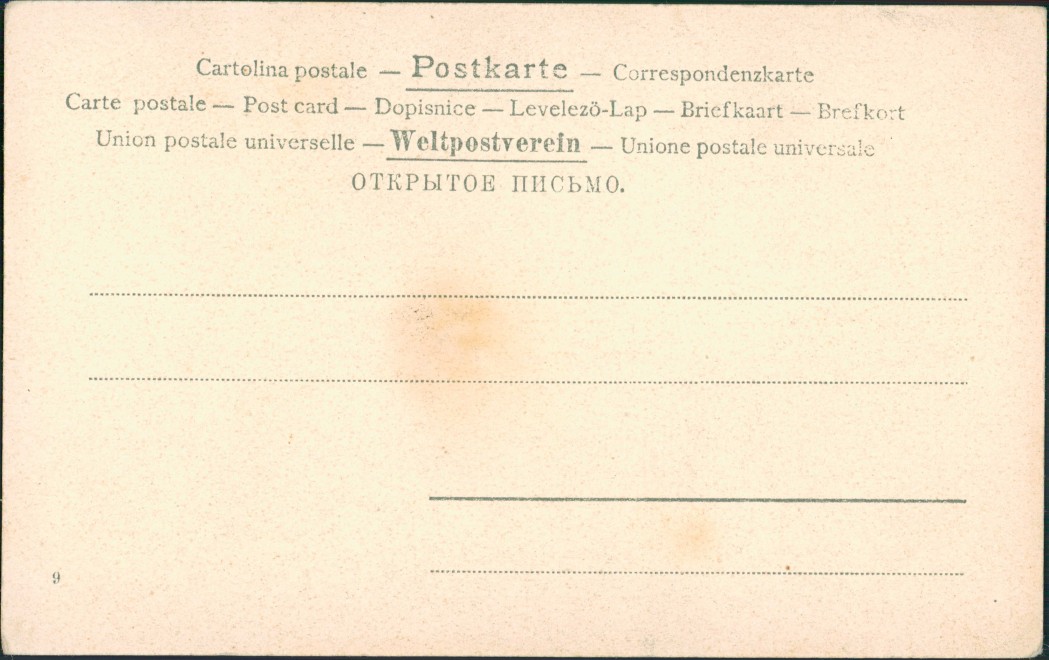 Cartolina postale — Postkarte — Correspondenzkarte
Carte postale — Post card — Dopisnice — Levelező-Lap — Briefkaart — Brefkort
Union postale universelle — Weltpostverein — Unione postale universale
ОТКРЫТОЕ ПИСЬМО.
9